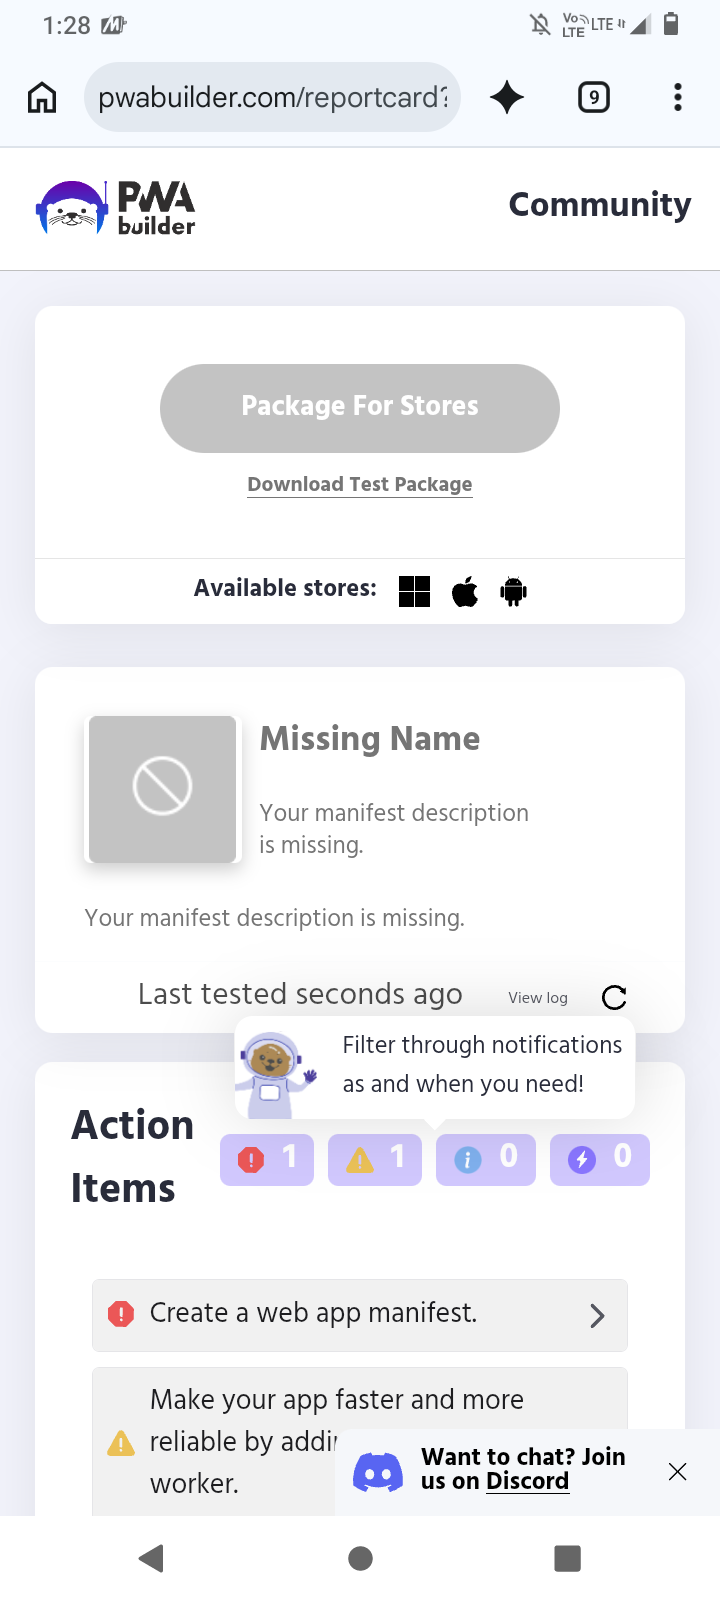 1:28
Vo LTE LTE
pwabuilder.com/reportcard?
9
PWA
builder
Community
Package For Stores
Download Test Package
Available stores:
Missing Name
Your manifest description
is missing.
Your manifest description is missing.
Last tested seconds ago View log
Filter through notifications
as and when you need!
Action
Items
1 1 0 0
Create a web app manifest.
Make your app faster and more
reliable by addi
worker.
Want to chat? Join
us on Discord